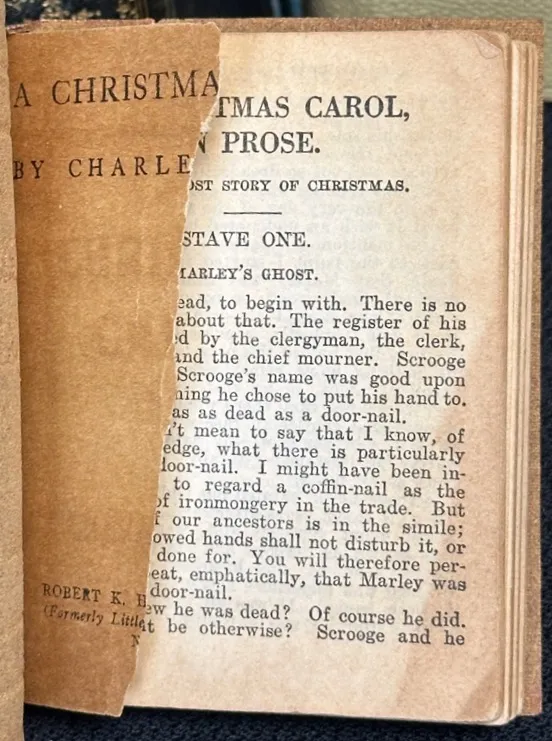 A CHRISTMA
BY CHARLE
ROBERT K. H
(Formerly Little
N
TMAS CAROL,
N PROSE.
OST STORY OF CHRISTMAS.
STAVE ONE.
MARLEY'S GHOST.
ead, to begin with. There is no
about that. The register of his
d by the clergyman, the clerk,
and the chief mourner. Scrooge
Scrooge's name was good upon
hing he chose to put his hand to.
as as dead as a door-nail.
n't mean to say that I know, of
edge, what there is particularly
door-nail. I might have been in-
to regard a coffin-nail as the
of ironmongery in the trade. But
f our ancestors is in the simile;
owed hands shall not disturb it, or
done for. You will therefore per-
eat, emphatically, that Marley was
door-nail.
ew he was dead? Of course he did.
it be otherwise? Scrooge and he